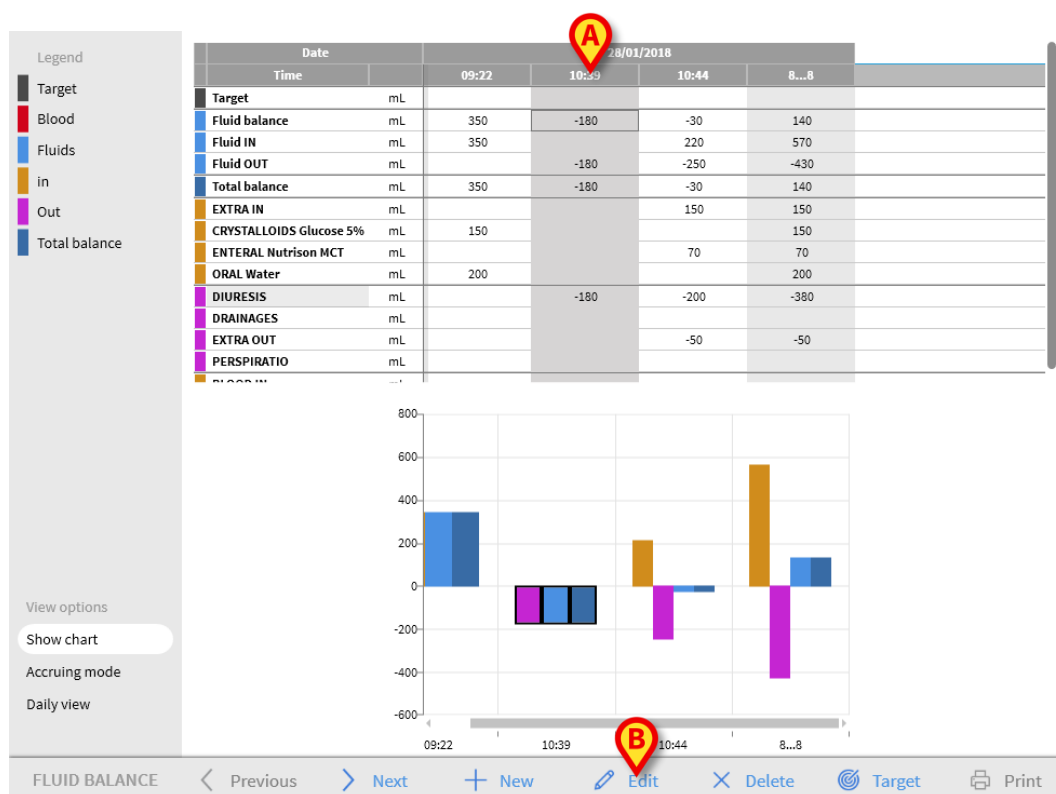 Legend
Target
Blood
Fluids
in
Out
Total balance
View options
Show chart
Accruing mode
Daily view
Date 28/01/2018
Time 09:22 10:39 10:44 8...8
Target mL
Fluid balance mL 350 -180 -30 140
Fluid IN mL 350 220 570
Fluid OUT mL -180 -250 -430
Total balance mL 350 -180 -30 140
EXTRA IN mL 150 150
CRYSTALLOIDS Glucose 5% mL 150 150
ENTERAL Nutrison MCT mL 70 70
ORAL Water mL 200 200
DIURESIS mL -180 -200 -380
DRAINAGES mL
EXTRA OUT mL -50 -50
PERSPIRATIO mL
BLOOD IN mL
A
800
600
400
200
0
-200
-400
-600
09:22 10:39 10:44 8...8
B
FLUID BALANCE Previous Next New Edit Delete Target Print